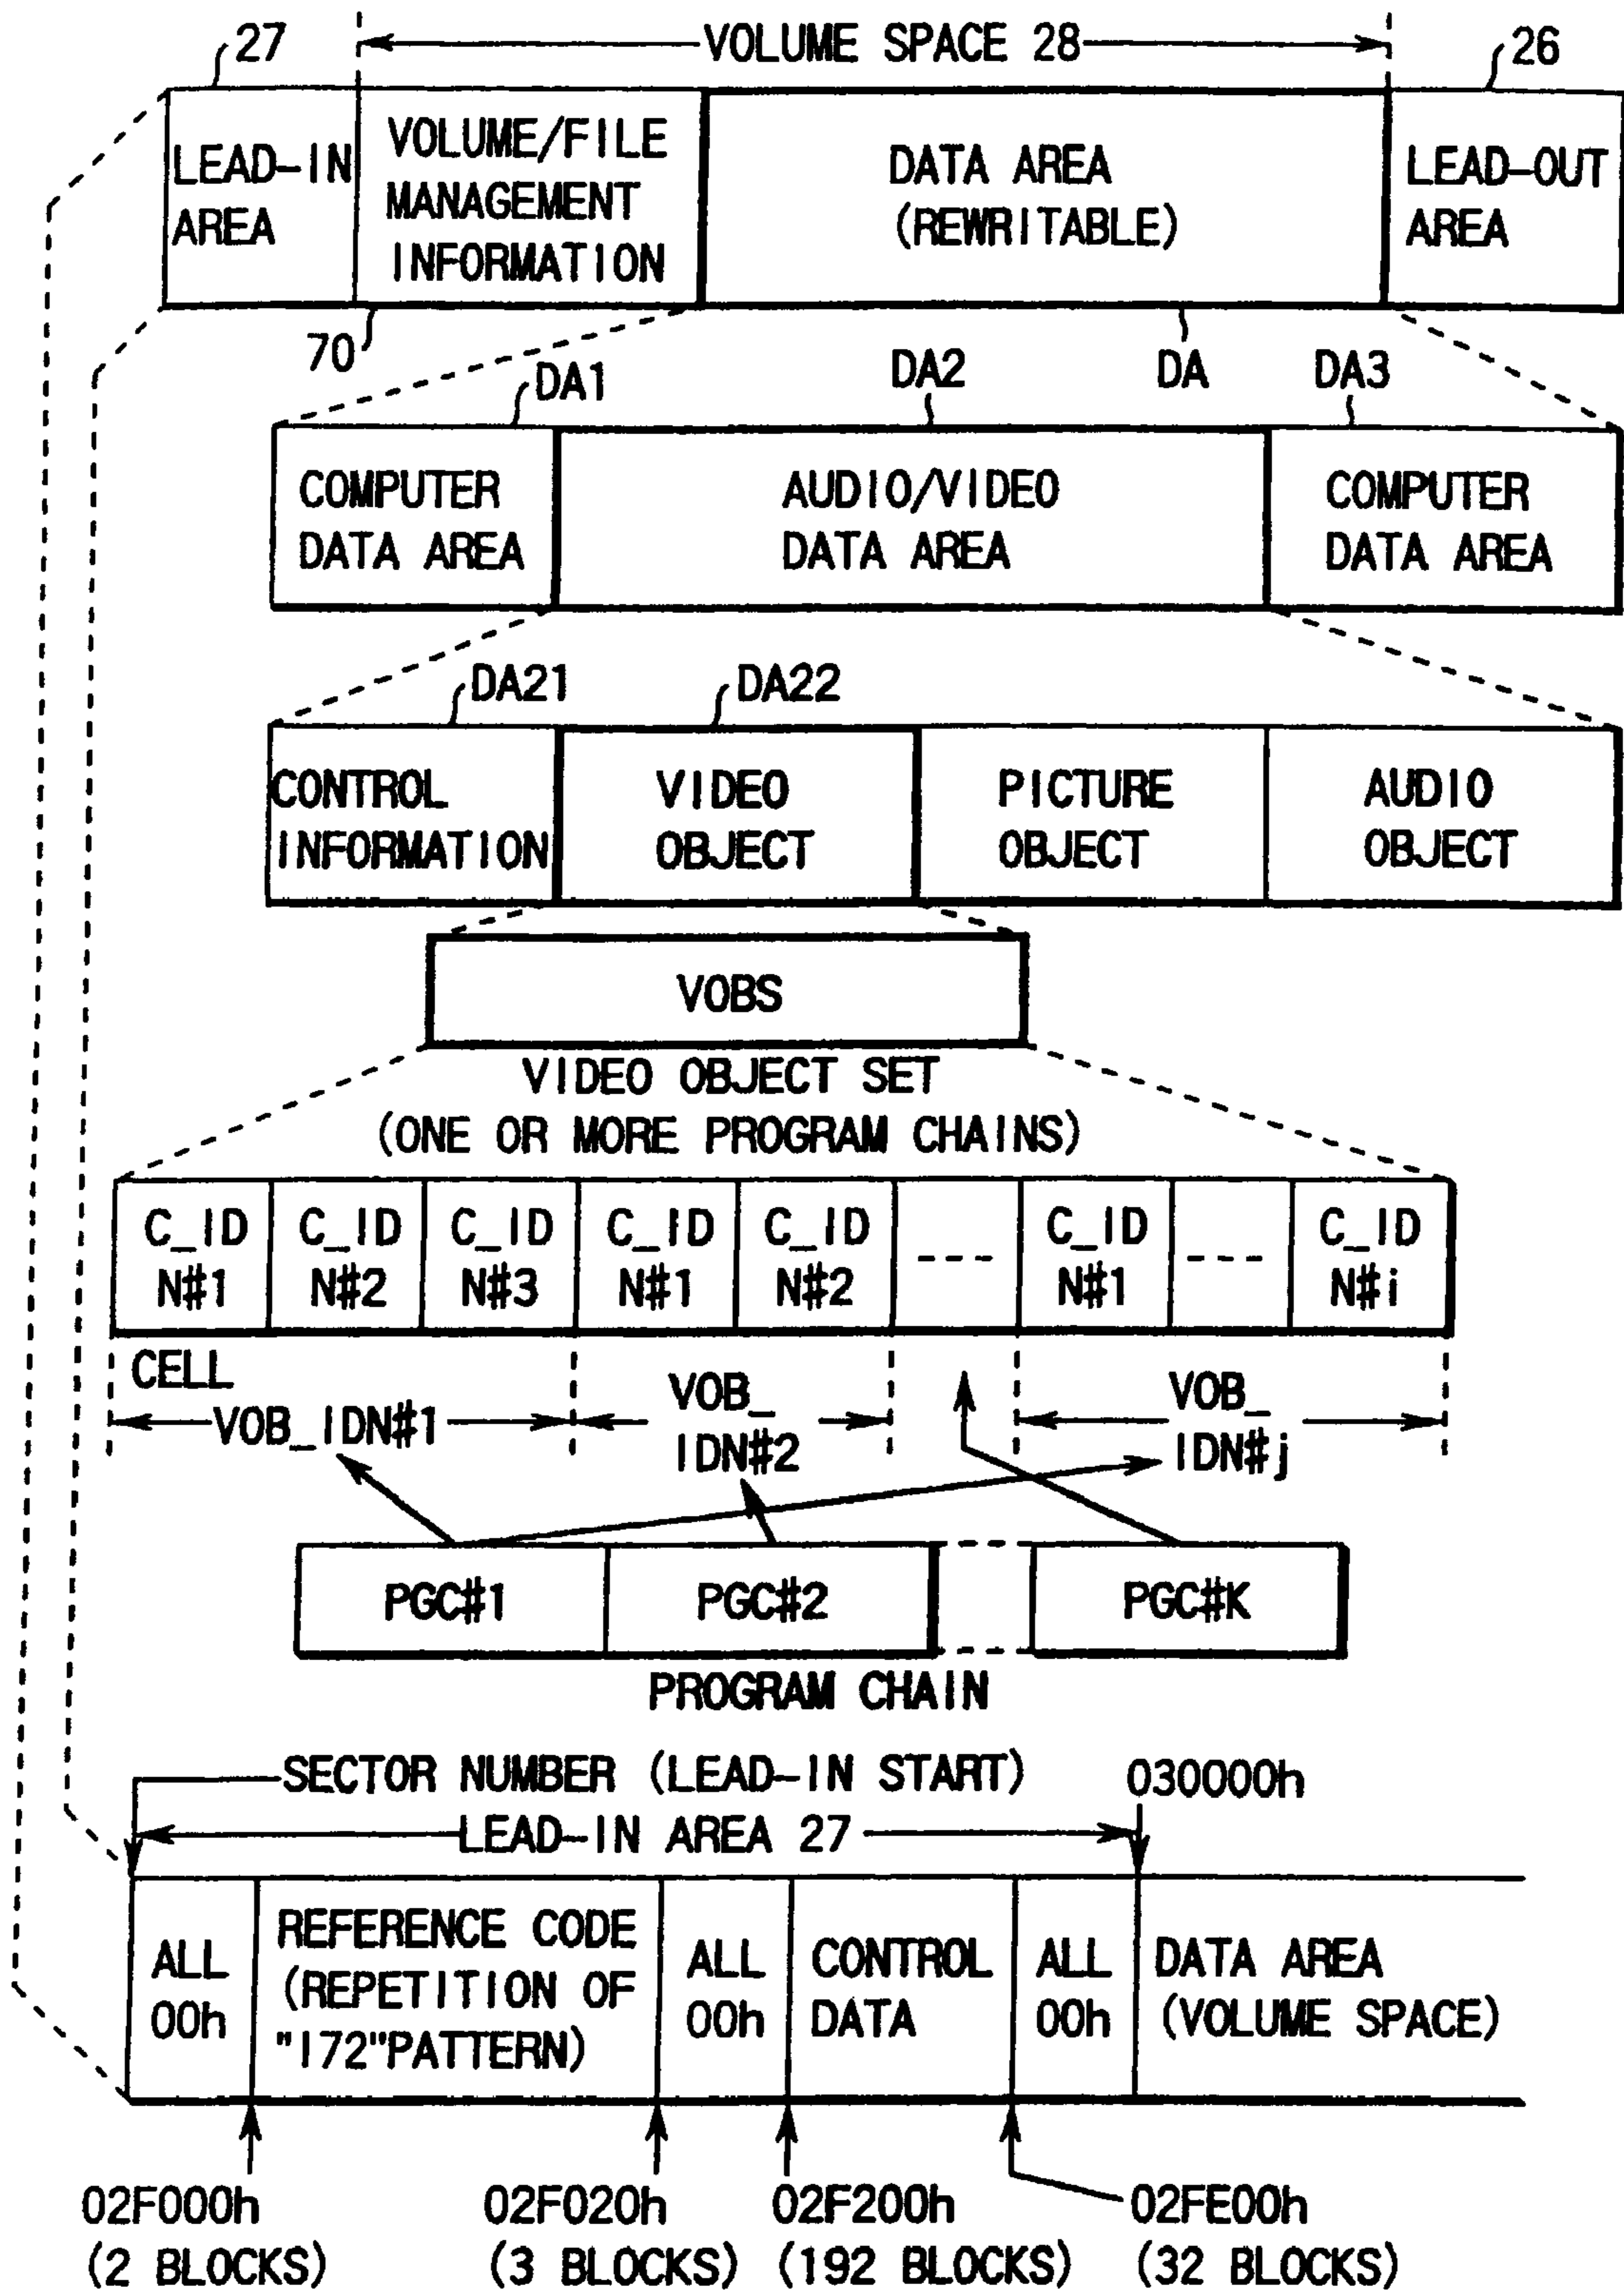 27
VOLUME SPACE 28
26
LEAD-IN
AREA
VOLUME/FILE
MANAGEMENT
INFORMATION
DATA AREA
(REWRITABLE)
LEAD-OUT
AREA
70
DA1
DA2
DA
DA3
COMPUTER
DATA AREA
AUDIO/VIDEO
DATA AREA
COMPUTER
DATA AREA
DA21
DA22
CONTROL
INFORMATION
VIDEO
OBJECT
PICTURE
OBJECT
AUDIO
OBJECT
VOBS
VIDEO OBJECT SET
(ONE OR MORE PROGRAM CHAINS)
C_ID
N#1
C_ID
N#2
C_ID
N#3
C_ID
N#1
C_ID
N#2
----
C_ID
N#1
----
C_ID
N#i
CELL
VOB_IDN#1
VOB_
IDN#2
VOB_
IDN#j
PGC#1
PGC#2
PGC#K
PROGRAM CHAIN
SECTOR NUMBER (LEAD-IN START)
030000h
LEAD-IN AREA 27
ALL
00h
REFERENCE CODE
(REPETITION OF
"172"PATTERN)
ALL
00h
CONTROL
DATA
ALL
00h
DATA AREA
(VOLUME SPACE)
02F000h
(2 BLOCKS)
02F020h
(3 BLOCKS)
02F200h
(192 BLOCKS)
02FE00h
(32 BLOCKS)